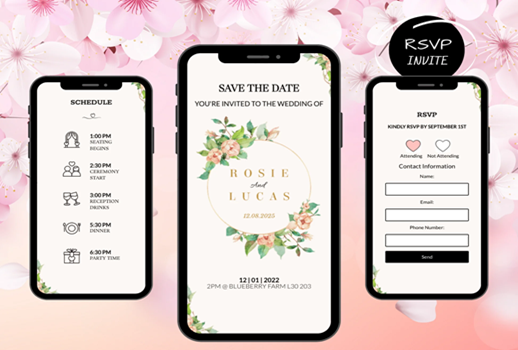 SCHEDULE
1:00 PM
SEATING
BEGINS
2:30 PM
CEREMONY
START
3:00 PM
RECEPTION
DRINKS
5:30 PM
DINNER
6:30 PM
PARTY TIME
SAVE THE DATE
YOU'RE INVITED TO THE WEDDING OF
ROSIE
And
LUCAS
12.08.2025
12 | 01 | 2022
2PM @ BLUEBERRY FARM L30 203
RSVP
INVITE
RSVP
KINDLY RSVP BY SEPTEMBER 1ST
Attending Not Attending
Contact Information
Name:
Email:
Phone Number:
Send